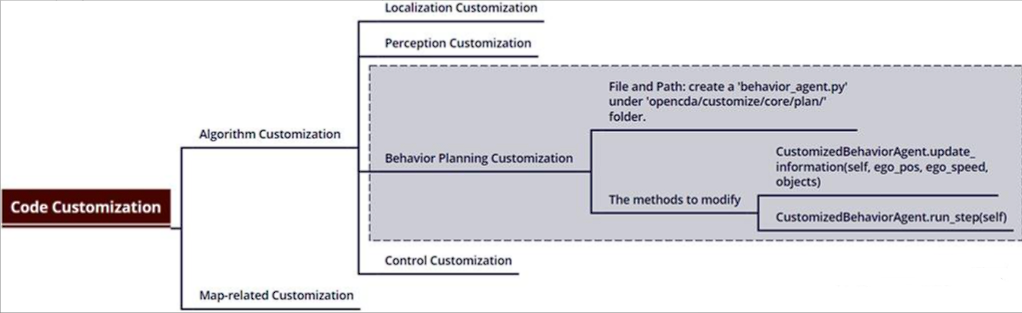 Localization Customization
Perception Customization
File and Path: create a 'behavior_agent.py'
under 'opencda/customize/core/plan/'
folder.
Algorithm Customization
Behavior Planning Customization
CustomizedBehaviorAgent.update_
information(self, ego_pos, ego_speed,
objects)
The methods to modify
Code Customization
CustomizedBehaviorAgent.run_step(self)
Control Customization
Map-related Customization